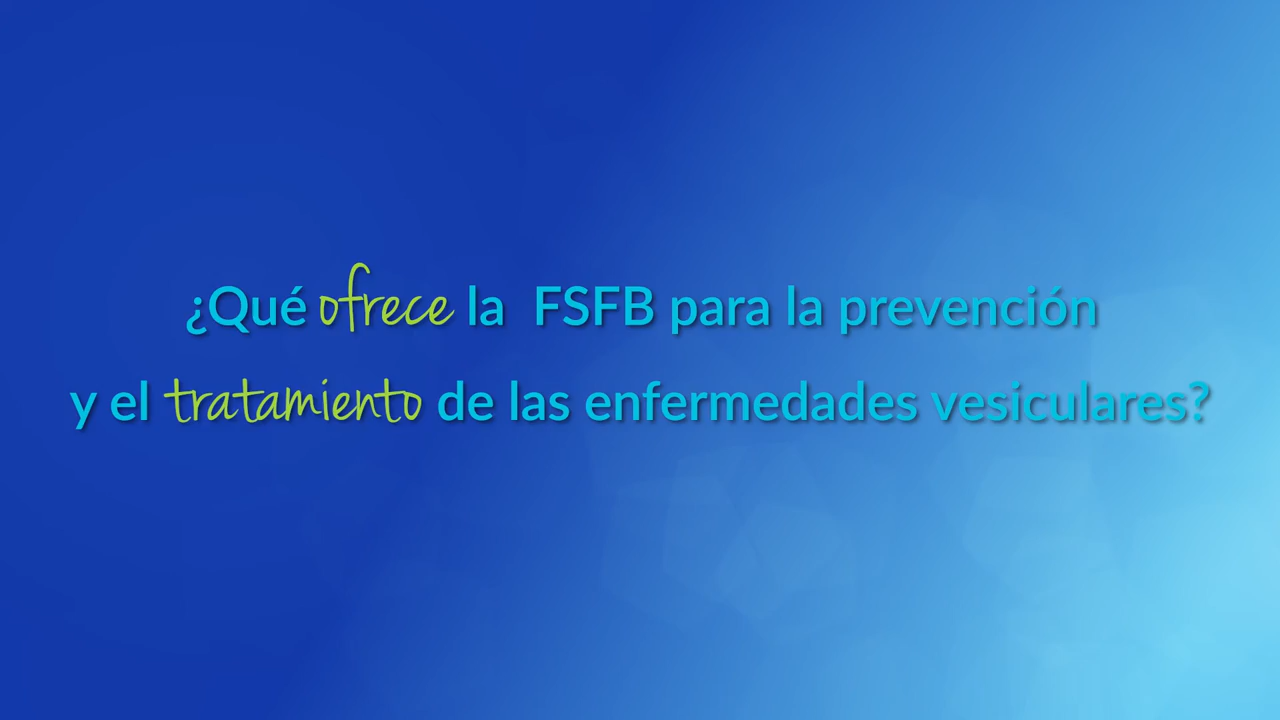 ¿Qué ofrece la FSFB para la prevención
y el tratamiento de las enfermedades vesiculares?